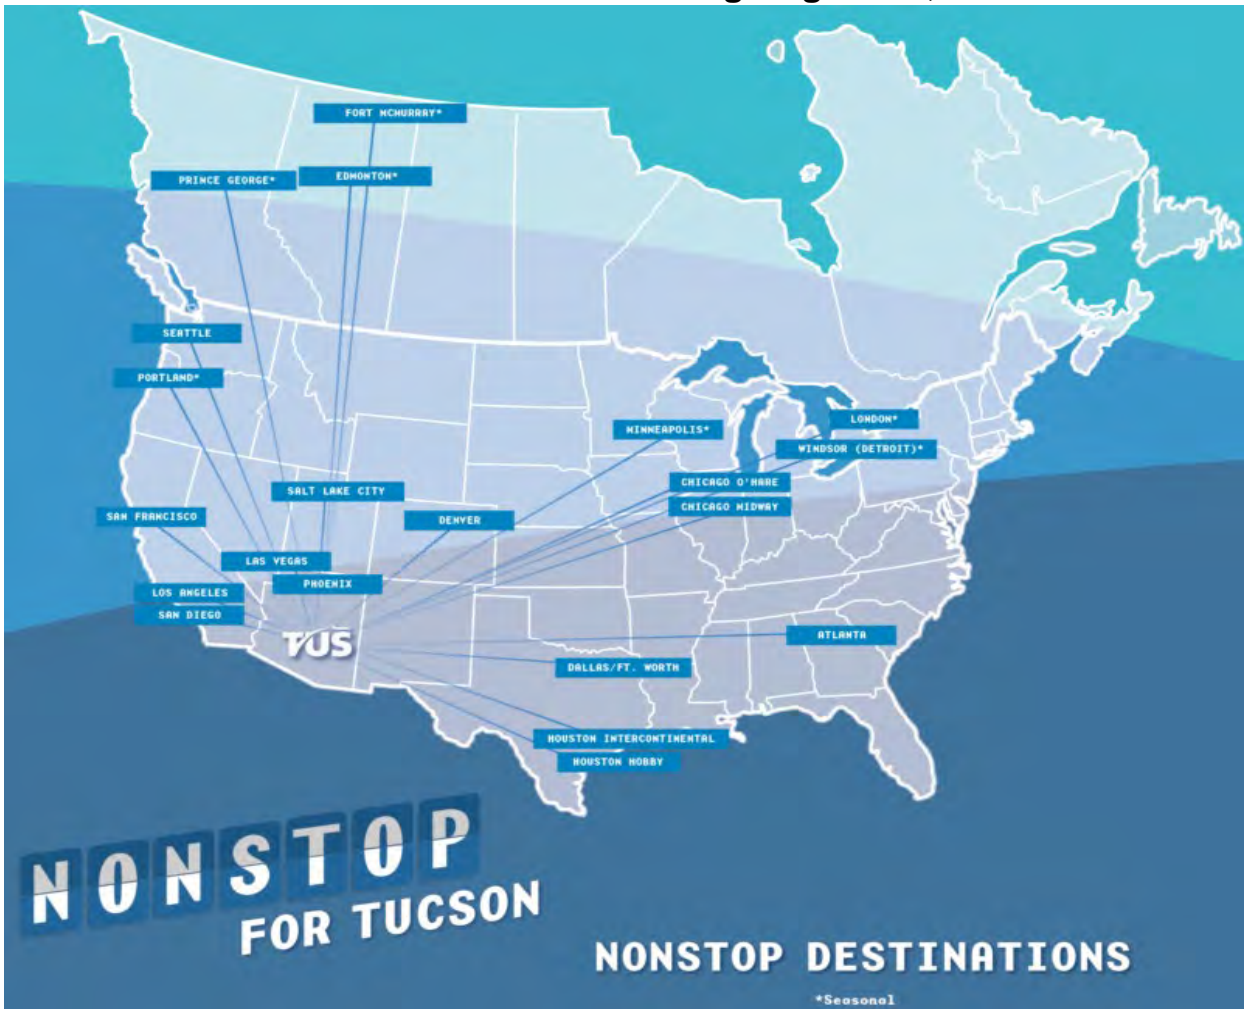 FORT MCMURRAY*
EDMONTON*
PRINCE GEORGE*
SEATTLE
PORTLAND*
LONDON*
MINNEAPOLIS*
WINDSOR (DETROIT)*
CHICAGO O'HARE
SALT LAKE CITY
CHICAGO MIDWAY
SAN FRANCISCO
DENVER
LAS VEGAS
PHOENIX
LOS ANGELES
SAN DIEGO
TUS
ATLANTA
DALLAS/FT. WORTH
HOUSTON INTERCONTINENTAL
HOUSTON HOBBY
NONSTOP
FOR TUCSON
NONSTOP DESTINATIONS
*Seasonal